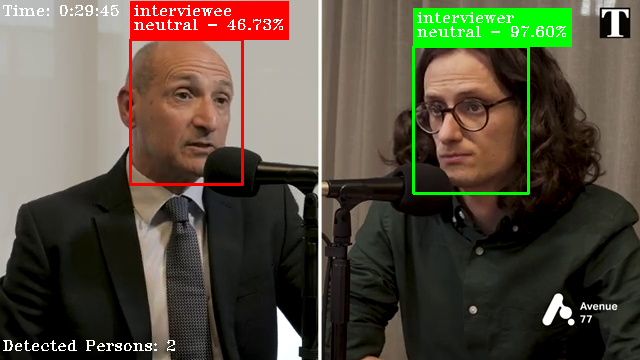 Time: 0:29:45
interviewee
neutral - 46.73%
interviewer
neutral - 97.60%
T
Avenue
77
Detected Persons: 2